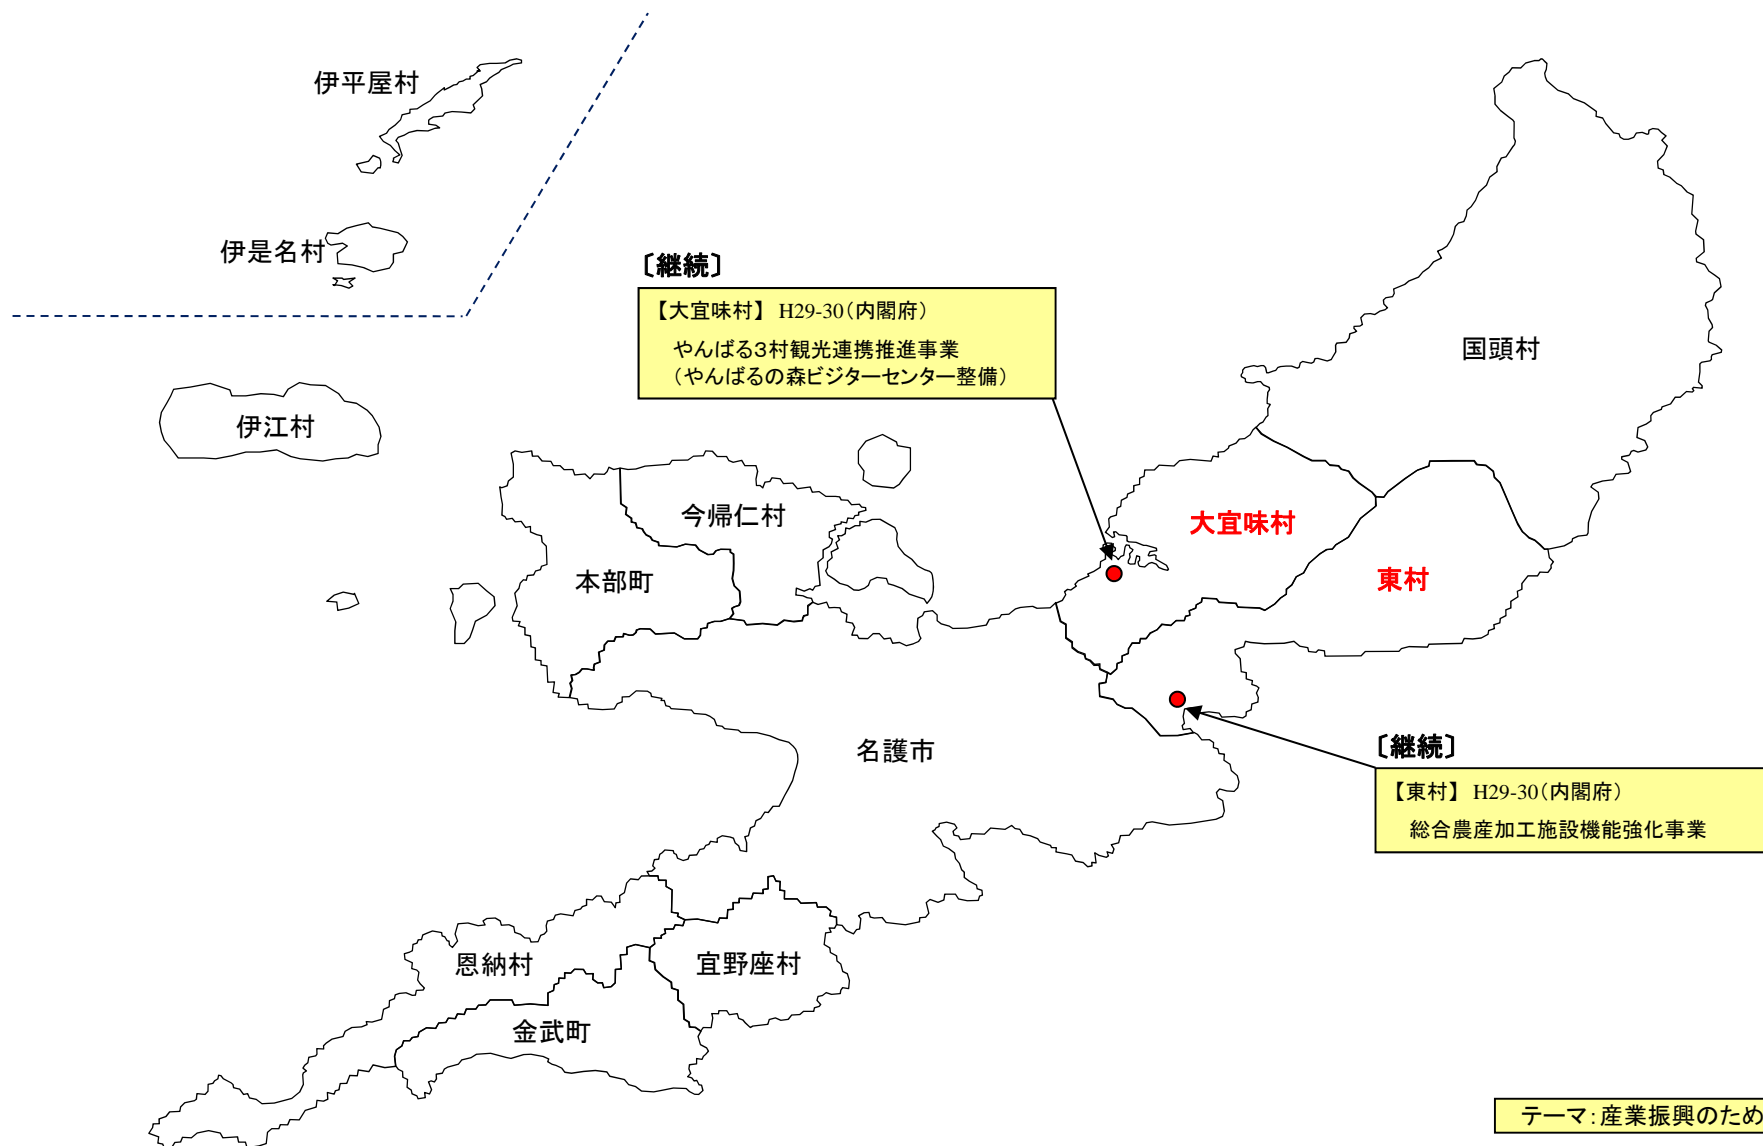 伊平屋村
伊是名村
〔継続〕
【大宜味村】 H29-30(内閣府)
やんばる3村観光連携推進事業
(やんばるの森ビジターセンター整備)
国頭村
伊江村
今帰仁村
大宜味村
本部町
東村
名護市
〔継続〕
【東村】 H29-30(内閣府)
総合農産加工施設機能強化事業
恩納村
宜野座村
金武町
テーマ:産業振興のため